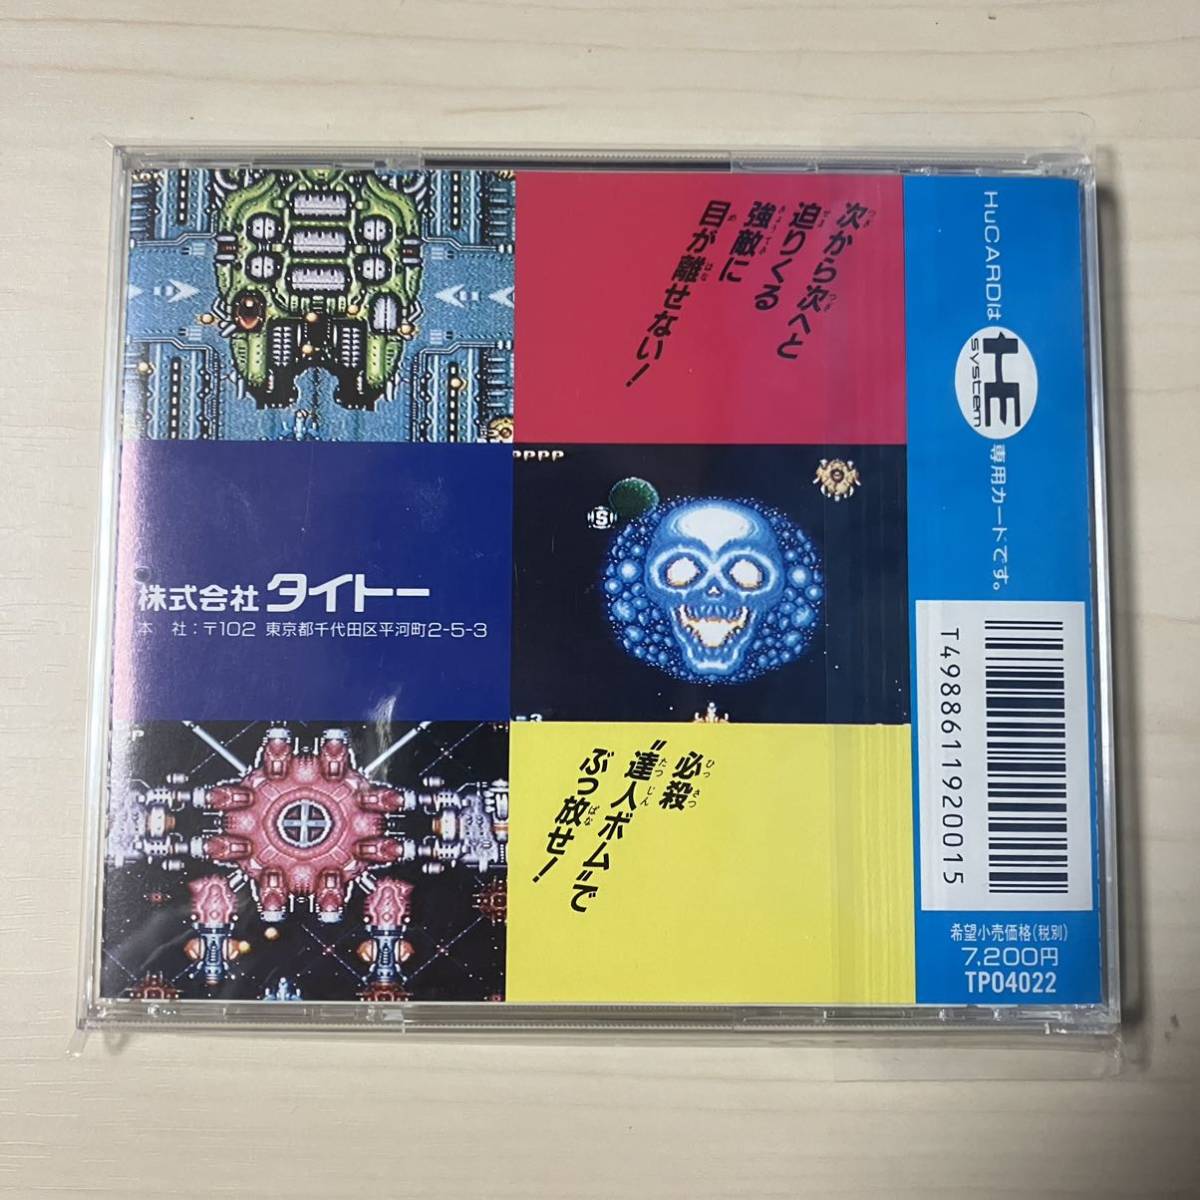 次から次へと
迫りくる
強敵に
目が離せない!
PPPP
S
株式会社 タイトー
本 社:〒102 東京都千代田区平河町2-5-3
=3
P
必殺
"達人ボム"で
ぶっ放せ!
HuCARDは HE system 専用カードです。
T4988611920015
希望小売価格(税別)
7,200円
TP04022